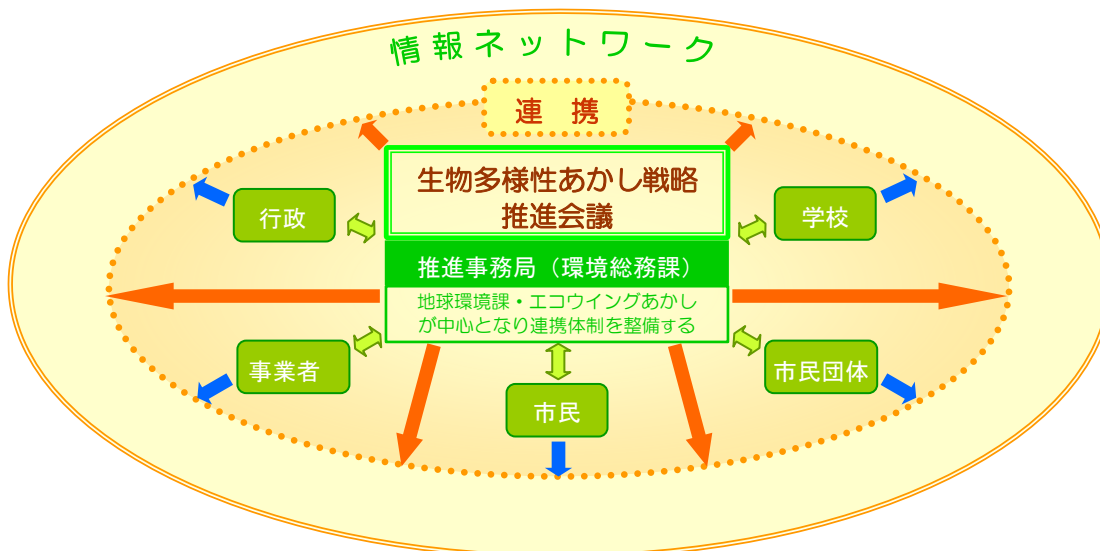 情報ネットワーク
連 携
生物多様性あかし戦略
推進会議
行政
学校
推進事務局（環境総務課）
地球環境課・エコウイングあかし
が中心となり連携体制を整備する
事業者
市民団体
市民